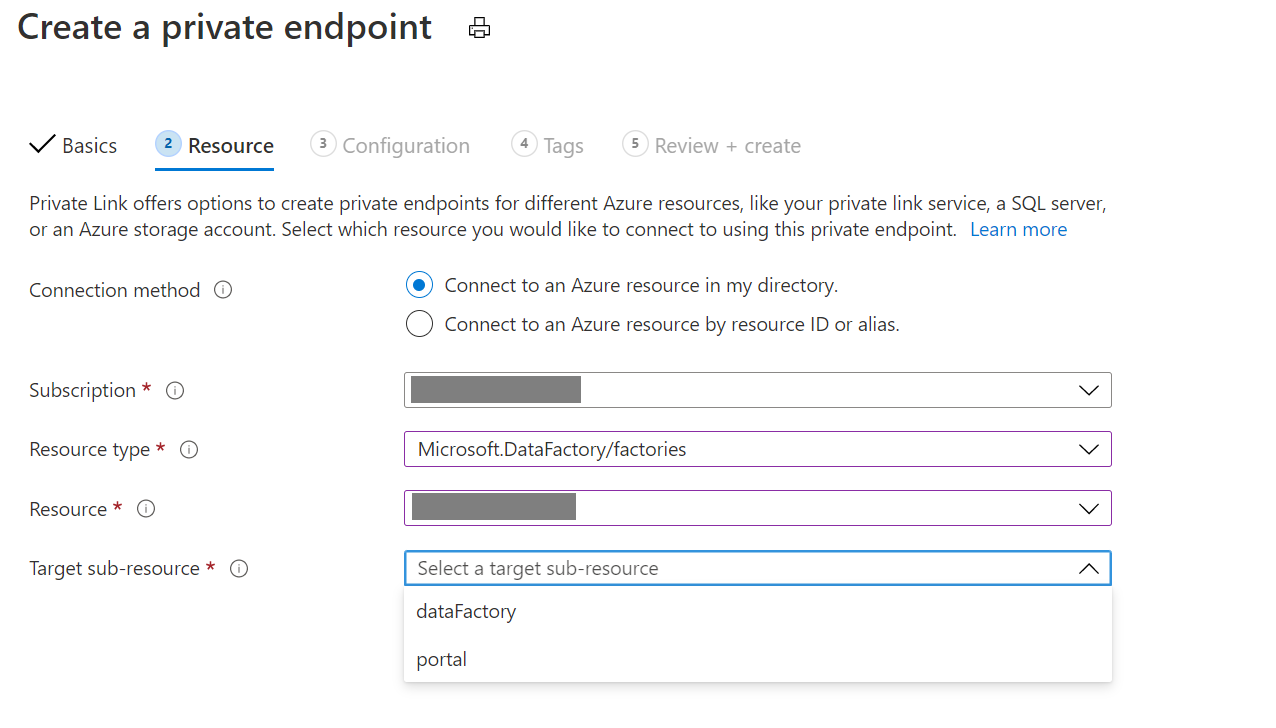 Create a private endpoint
Basics 2 Resource 3 Configuration 4 Tags 5 Review + create
Private Link offers options to create private endpoints for different Azure resources, like your private link service, a SQL server,
or an Azure storage account. Select which resource you would like to connect to using this private endpoint. Learn more
Connection method Connect to an Azure resource in my directory.
Connect to an Azure resource by resource ID or alias.
Subscription *
Resource type * Microsoft.DataFactory/factories
Resource *
Target sub-resource * Select a target sub-resource
dataFactory
portal